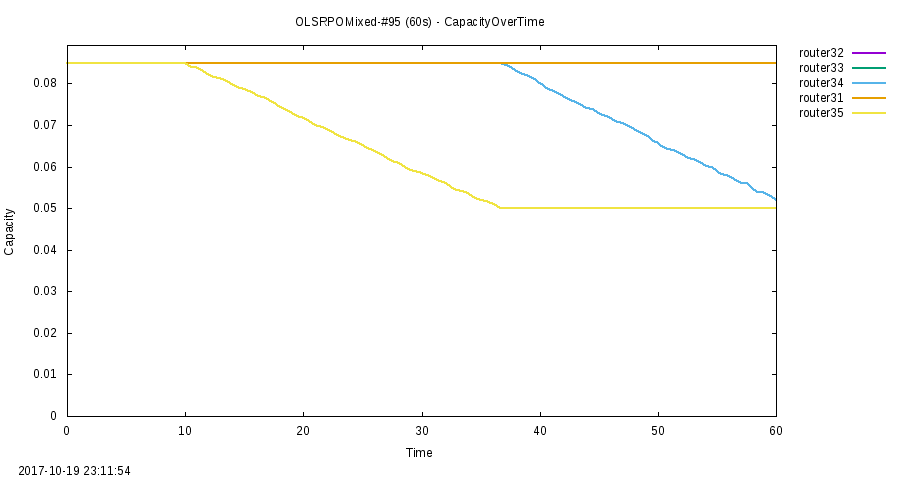 OLSRPOMixed-#95 (60s) - CapacityOverTime
router32
router33
router34
router31
router35
0.08
0.07
0.06
0.05
0.04
0.03
0.02
0.01
0
Capacity
0 10 20 30 40 50 60
Time
2017-10-19 23:11:54